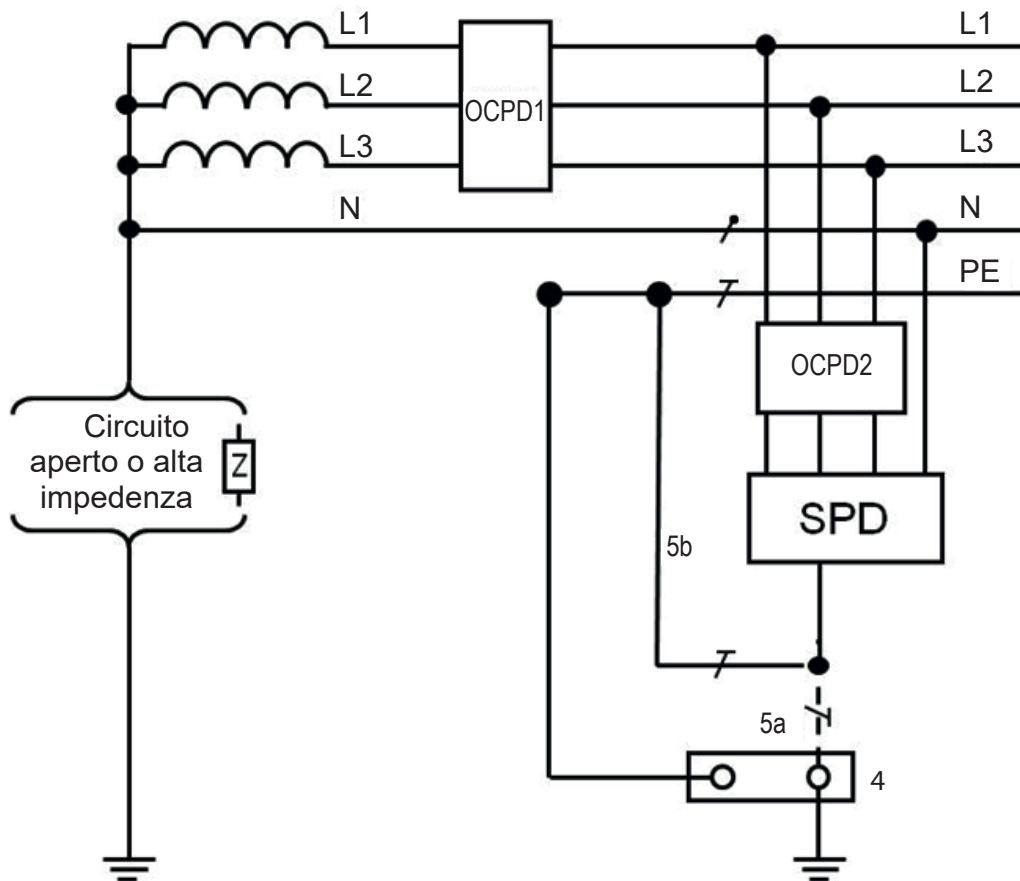 L1 L1
L2 L2
OCPD1
L3 L3
N N
PE
OCPD2
Circuito
aperto o alta
impedenza
Z
SPD
5b
5a
4